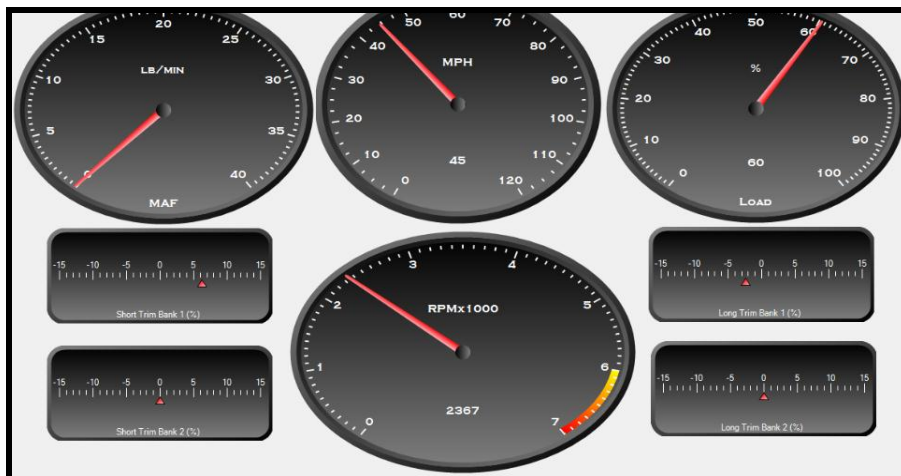 20 25 15 10 30 5 35 0 40
LB/MIN
MAF
50 60 70 40 80 30 90 20 100 10 110 0 120
MPH
45
50 40 60 30 70 20 80 10 90 0 100
%
60
LOAD
-15 -10 -5 0 5 10 15
Short Trim Bank 1 (%)
3 4 2 5 1 6 0 7
RPMx1000
2367
-15 -10 -5 0 5 10 15
Long Trim Bank 1 (%)
-15 -10 -5 0 5 10 15
Short Trim Bank 2 (%)
-15 -10 -5 0 5 10 15
Long Trim Bank 2 (%)